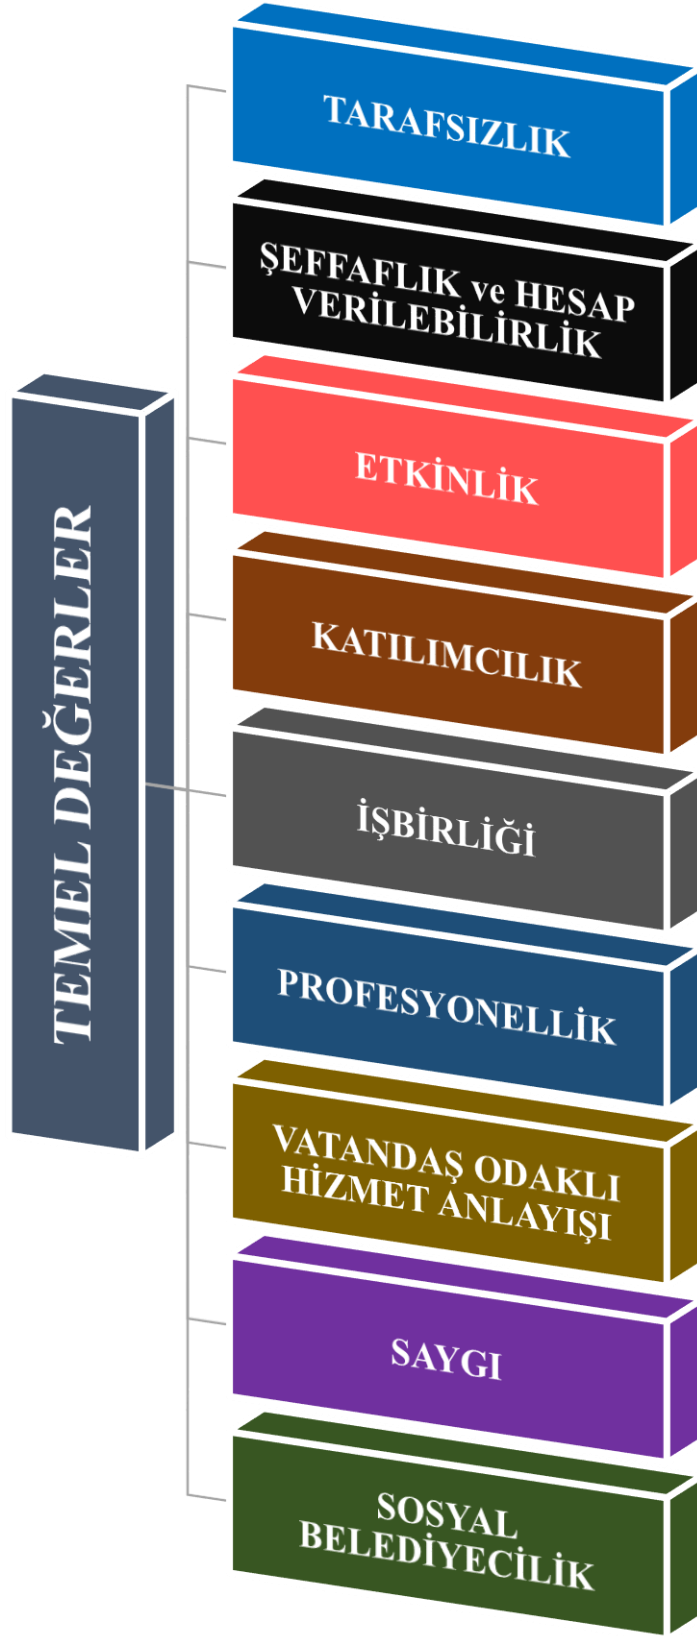 TEMEL DEĞERLER
TARAFSIZLIK
ŞEFFAFLIK ve HESAP
VERİLEBİLİRLİK
ETKİNLİK
KATILIMCILIK
İŞBİRLİĞİ
PROFESYONELLİK
VATANDAŞ ODAKLI
HİZMET ANLAYIŞI
SAYGI
SOSYAL
BELEDİYECİLİK